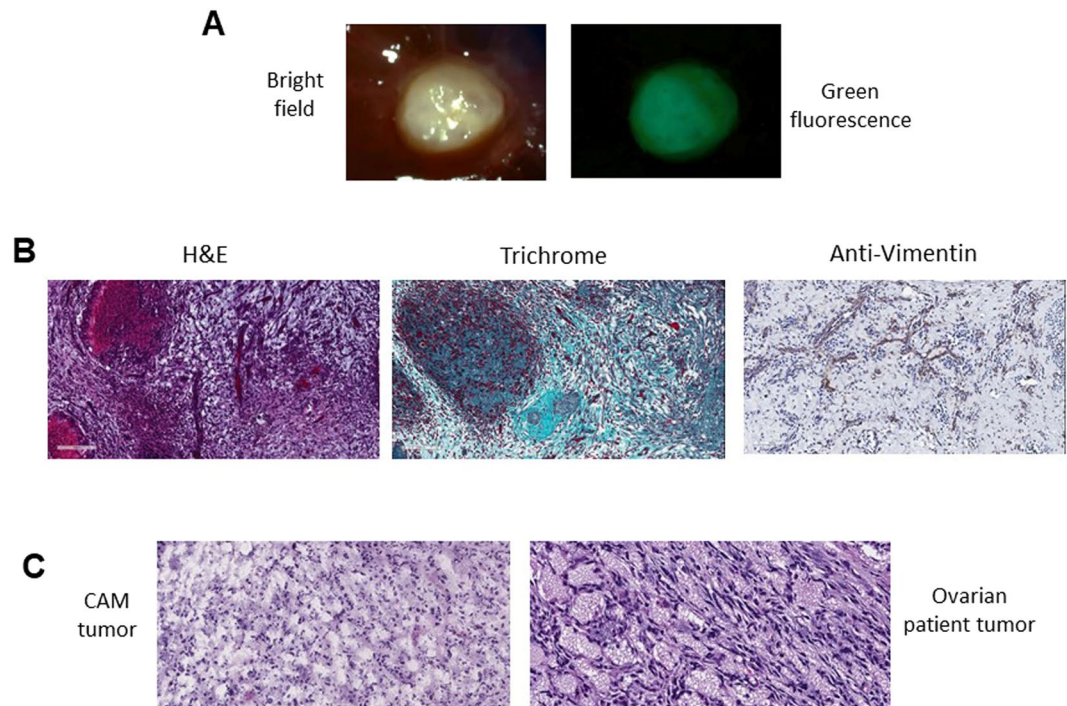 A
Bright
field
Green
fluorescence
B
H&E
Trichrome
Anti-Vimentin
C
CAM
tumor
Ovarian
patient tumor